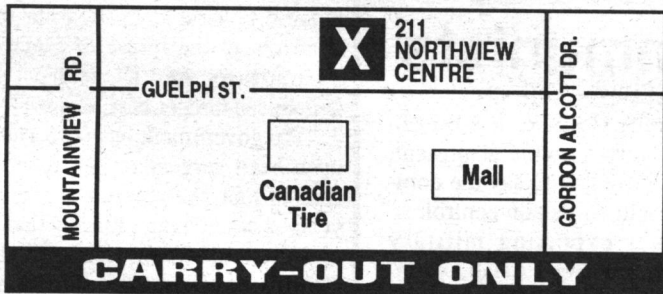 X
211
NORTHVIEW
CENTRE
MOUNTAINVIEW RD.
GUELPH ST.
GORDON ALCOTT DR.
Canadian
Tire
Mall
CARRY-OUT ONLY